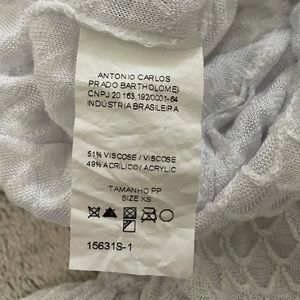 ANTONIO CARLOS
PRADO BARTHOLOMEI
CNPJ 20.163.192/0001-64
INDÚSTRIA BRASILEIRA
51% VISCOSE / VISCOSE
49% ACRÍLICO / ACRYLIC
TAMANHO PP
SIZE XS
15631S-1